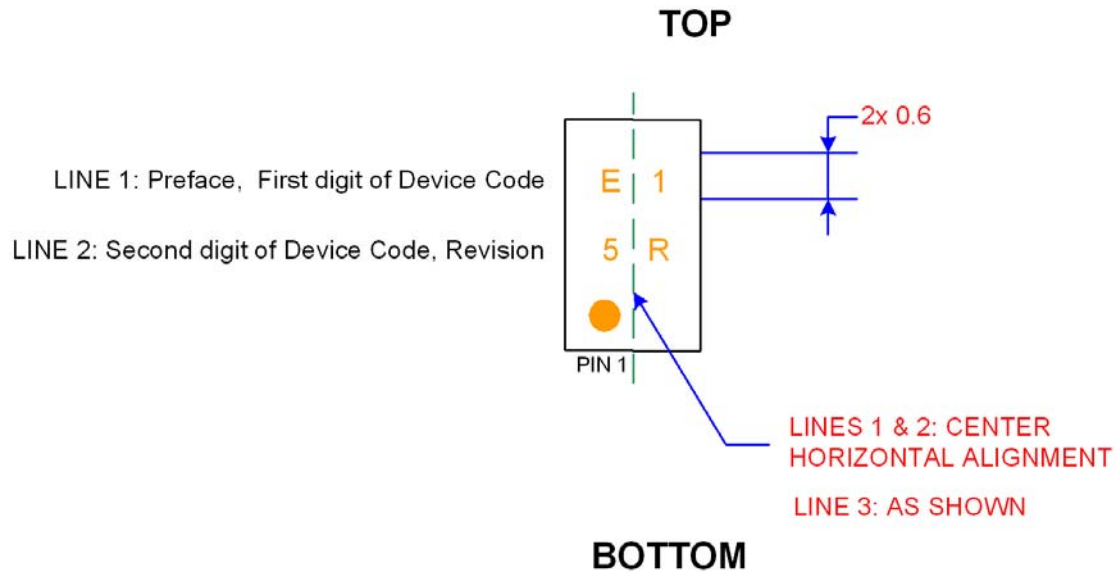 TOP
2x 0.6
LINE 1: Preface, First digit of Device Code
E 1
LINE 2: Second digit of Device Code, Revision
5 R
PIN 1
LINES 1 & 2: CENTER
HORIZONTAL ALIGNMENT
LINE 3: AS SHOWN
BOTTOM